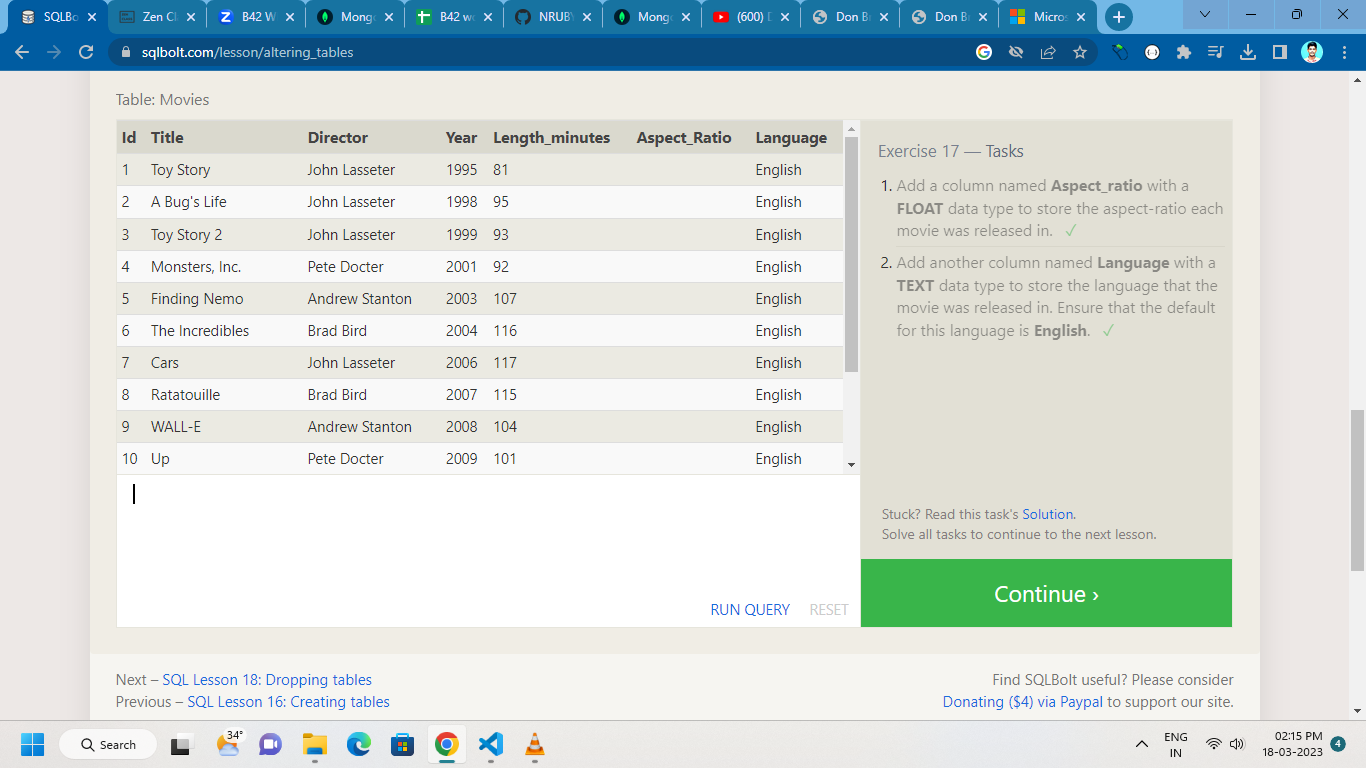 SQLBo
Zen Cl
B42 W
Mong
B42 w
NRUB
Mong
(600) D
Don B
Don B
Micros
sqlbolt.com/lesson/altering_tables
Table: Movies
Id Title Director Year Length_minutes Aspect_Ratio Language
1 Toy Story John Lasseter 1995 81 English
2 A Bug's Life John Lasseter 1998 95 English
3 Toy Story 2 John Lasseter 1999 93 English
4 Monsters, Inc. Pete Docter 2001 92 English
5 Finding Nemo Andrew Stanton 2003 107 English
6 The Incredibles Brad Bird 2004 116 English
7 Cars John Lasseter 2006 117 English
8 Ratatouille Brad Bird 2007 115 English
9 WALL-E Andrew Stanton 2008 104 English
10 Up Pete Docter 2009 101 English
RUN QUERY RESET
Exercise 17 — Tasks
1. Add a column named Aspect_ratio with a
FLOAT data type to store the aspect-ratio each
movie was released in. ✓
2. Add another column named Language with a
TEXT data type to store the language that the
movie was released in. Ensure that the default
for this language is English. ✓
Stuck? Read this task's Solution.
Solve all tasks to continue to the next lesson.
Continue ›
Next – SQL Lesson 18: Dropping tables
Previous – SQL Lesson 16: Creating tables
Find SQLBolt useful? Please consider
Donating ($4) via Paypal to support our site.
Search
34°
ENG
IN
02:15 PM
18-03-2023
4